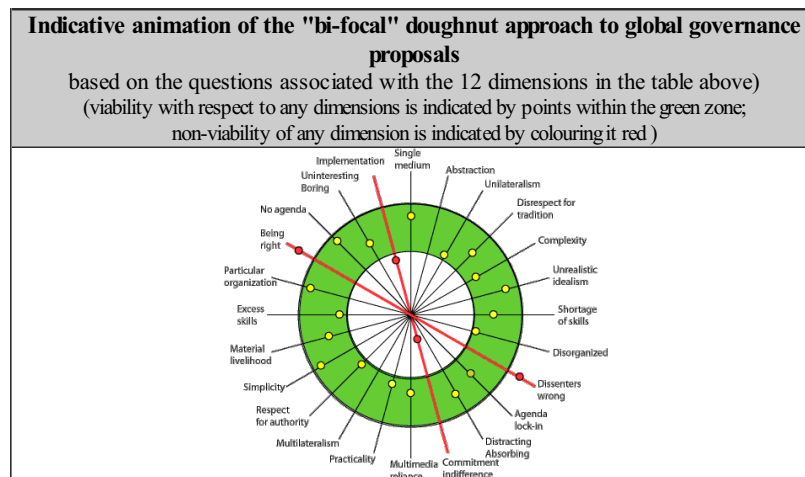 Indicative animation of the "bi-focal" doughnut approach to global governance
proposals
based on the questions associated with the 12 dimensions in the table above)
(viability with respect to any dimensions is indicated by points within the green zone;
non-viability of any dimension is indicated by colouring it red )
Single
medium
Implementation
Abstraction
Uninteresting
Boring
Unilateralism
No agenda
Disrespect for
tradition
Being
right
Complexity
Particular
organization
Unrealistic
idealism
Excess
skills
Shortage
of skills
Material
livelihood
Disorganized
Simplicity
Dissenters
wrong
Respect
for authority
Agenda
lock-in
Multilateralism
Distracting
Absorbing
Practicality
Multimedia
reliance
Commitment
indifference